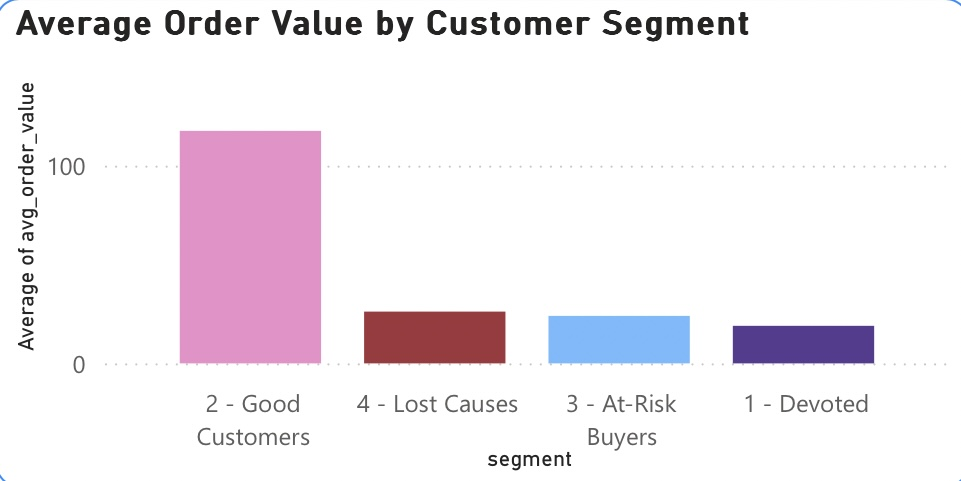 Average Order Value by Customer Segment
Average of avg_order_value
100
0
2 - Good
Customers
4 - Lost Causes
3 - At-Risk
Buyers
1 - Devoted
segment